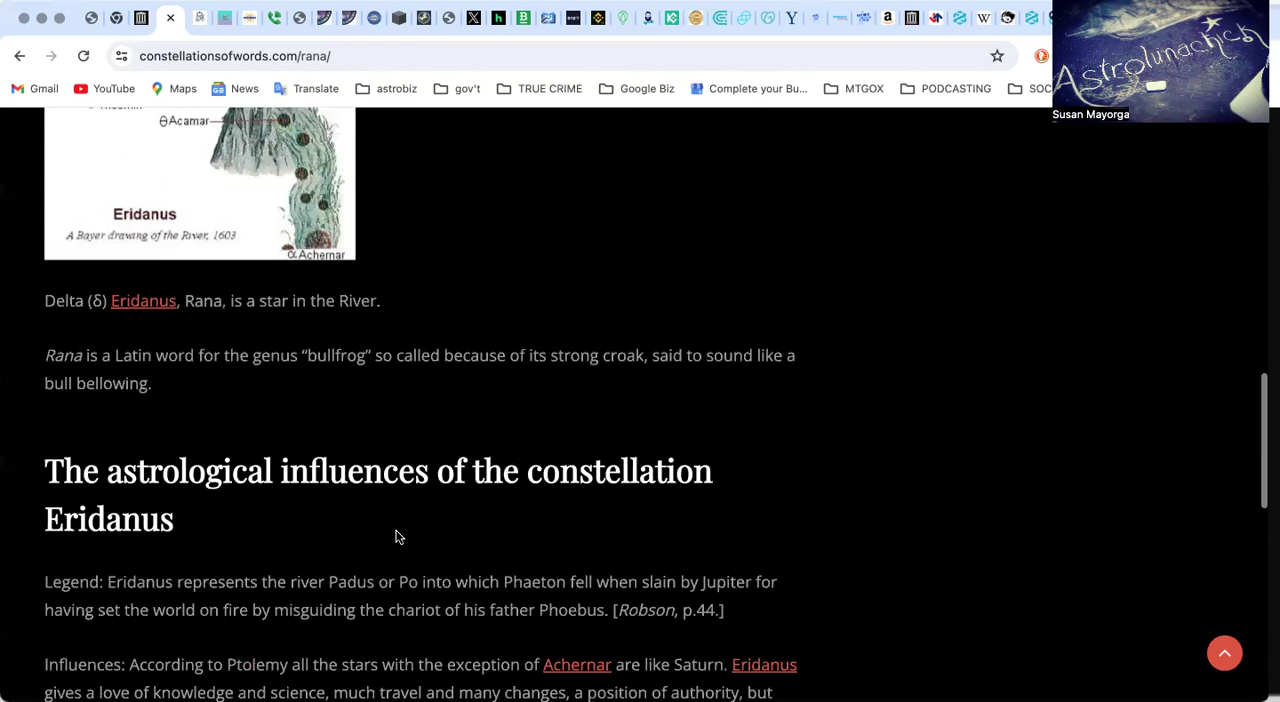 constellationsofwords.com/rana/
Gmail YouTube Maps News Translate astrobiz gov't TRUE CRIME Google Biz Complete your Bu... MTGOX PODCASTING SOC
Astrolunachick
Susan Mayorga
θAcamar
Eridanus
A Bayer drawing of the River, 1603
α Achernar
Delta (δ) Eridanus, Rana, is a star in the River.
Rana is a Latin word for the genus “bullfrog” so called because of its strong croak, said to sound like a
bull bellowing.
The astrological influences of the constellation
Eridanus
Legend: Eridanus represents the river Padus or Po into which Phaeton fell when slain by Jupiter for
having set the world on fire by misguiding the chariot of his father Phoebus. [Robson, p.44.]
Influences: According to Ptolemy all the stars with the exception of Achernar are like Saturn. Eridanus
gives a love of knowledge and science, much travel and many changes, a position of authority, but